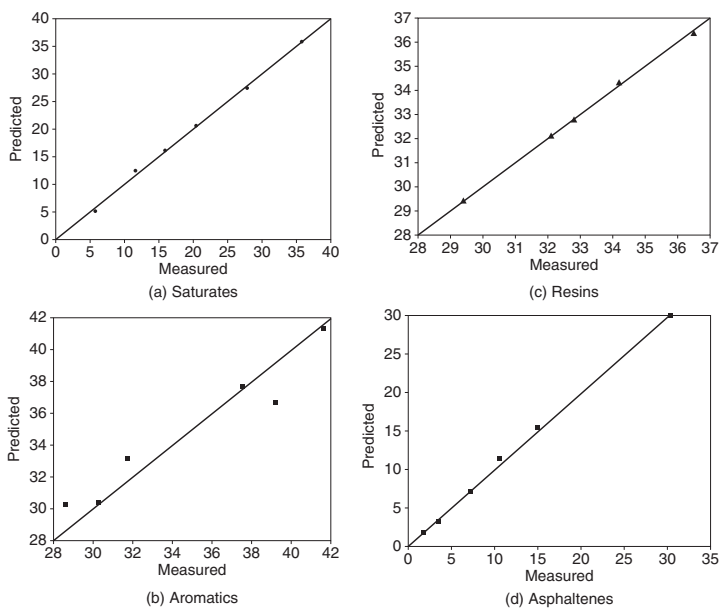 40
35
30
25
20
15
10
5
0
Predicted
0 5 10 15 20 25 30 35 40
Measured
(a) Saturates
37
36
35
34
33
32
31
30
29
28
Predicted
28 29 30 31 32 33 34 35 36 37
Measured
(c) Resins
42
40
38
36
34
32
30
28
Predicted
28 30 32 34 36 38 40 42
Measured
(b) Aromatics
30
25
20
15
10
5
0
Predicted
0 5 10 15 20 25 30 35
Measured
(d) Asphaltenes